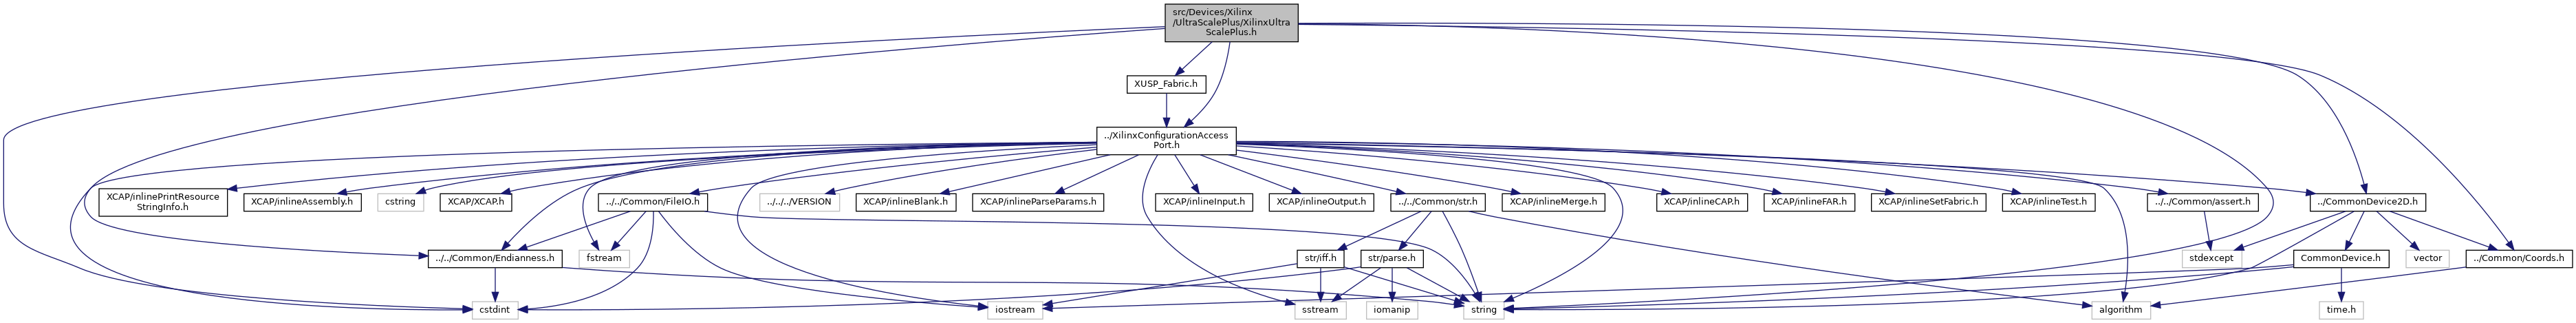 src/Devices/Xilinx
/UltraScalePlus/XilinxUltra
ScalePlus.h
XUSP_Fabric.h
../XilinxConfigurationAccess
Port.h
XCAP/inlinePrintResource
StringInfo.h
XCAP/inlineAssembly.h
cstring
XCAP/XCAP.h
../../Common/FileIO.h
../../../VERSION
XCAP/inlineBlank.h
XCAP/inlineParseParams.h
XCAP/inlineInput.h
XCAP/inlineOutput.h
../../Common/str.h
XCAP/inlineMerge.h
XCAP/inlineCAP.h
XCAP/inlineFAR.h
XCAP/inlineSetFabric.h
XCAP/inlineTest.h
../../Common/assert.h
../CommonDevice2D.h
../../Common/Endianness.h
fstream
str/iff.h
str/parse.h
stdexcept
CommonDevice.h
vector
../Common/Coords.h
cstdint
iostream
sstream
iomanip
string
algorithm
time.h